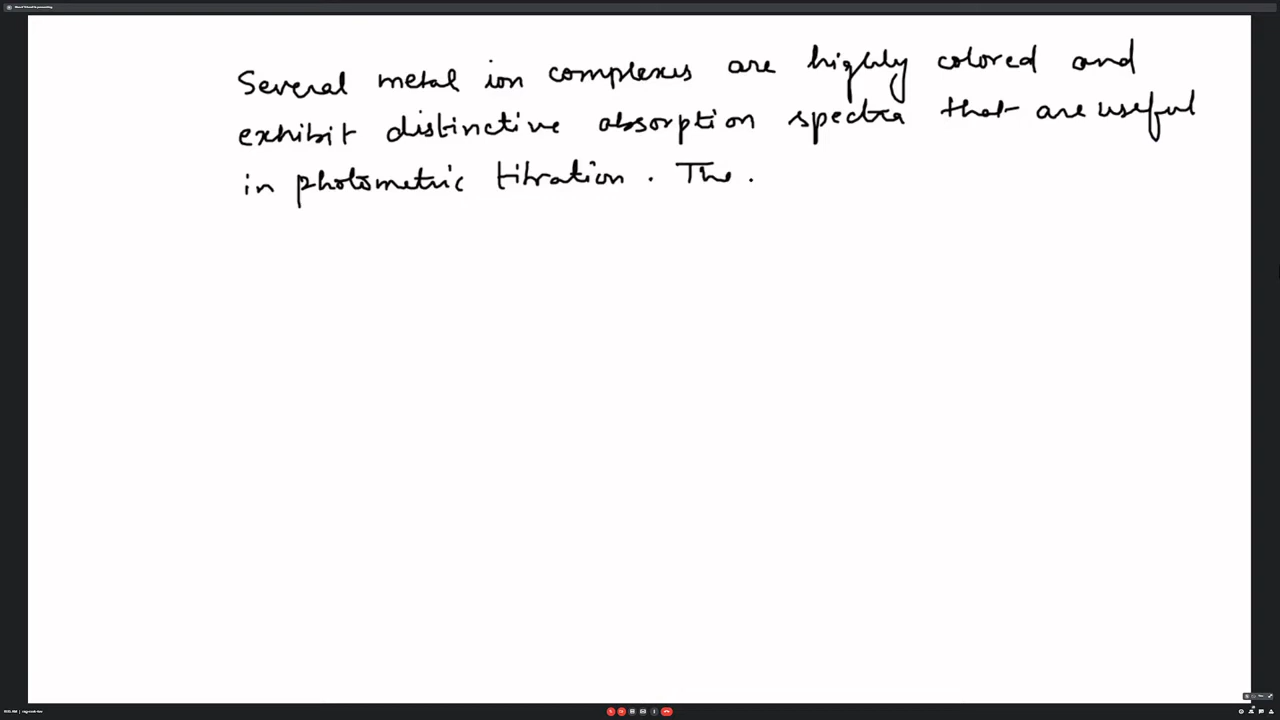 Several metal ion complexes are highly colored and
exhibit distinctive absorption spectra that are useful
in photometric titration. The .